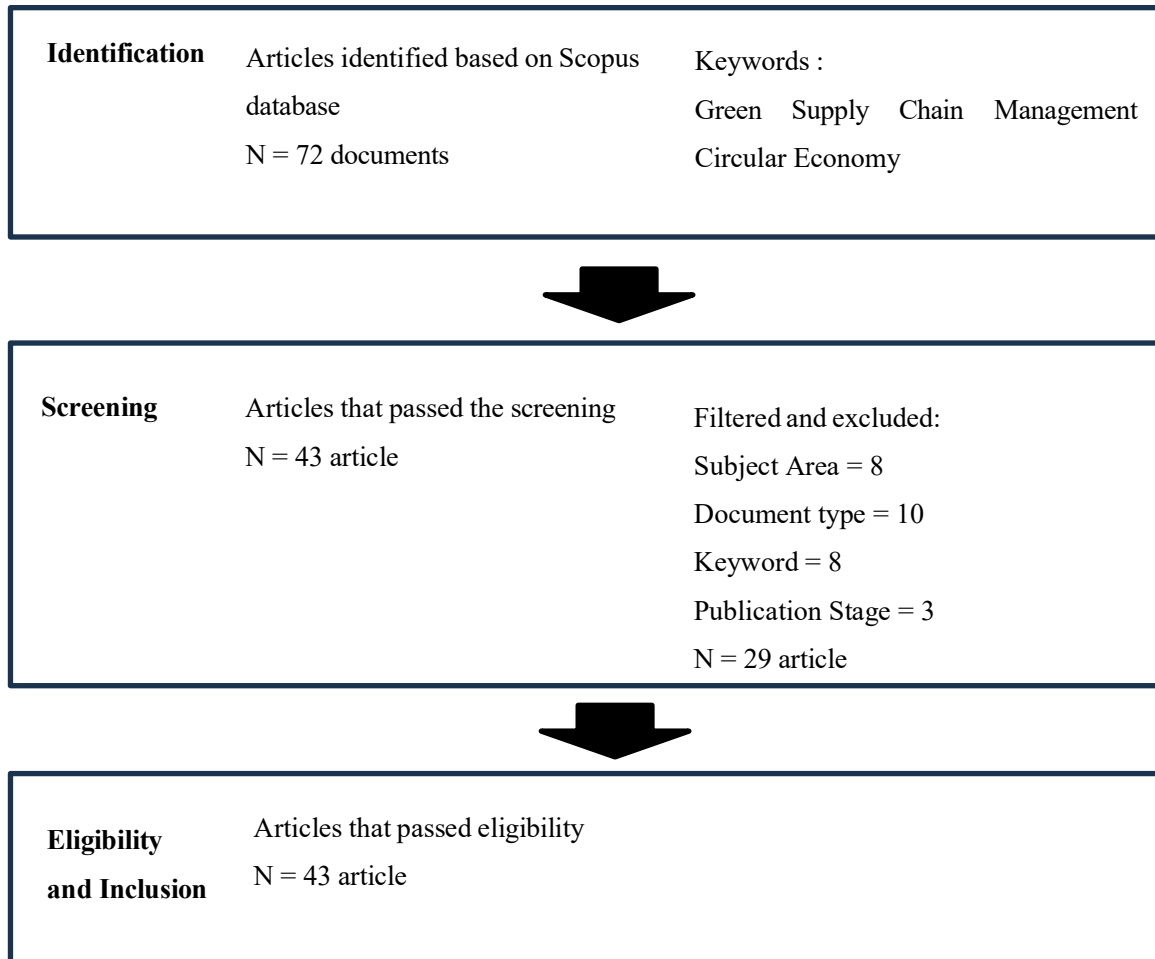 Identification
Articles identified based on Scopus
database
N = 72 documents
Keywords :
Green Supply Chain Management
Circular Economy
Screening
Articles that passed the screening
N = 43 article
Filtered and excluded:
Subject Area = 8
Document type = 10
Keyword = 8
Publication Stage = 3
N = 29 article
Eligibility
and Inclusion
Articles that passed eligibility
N = 43 article